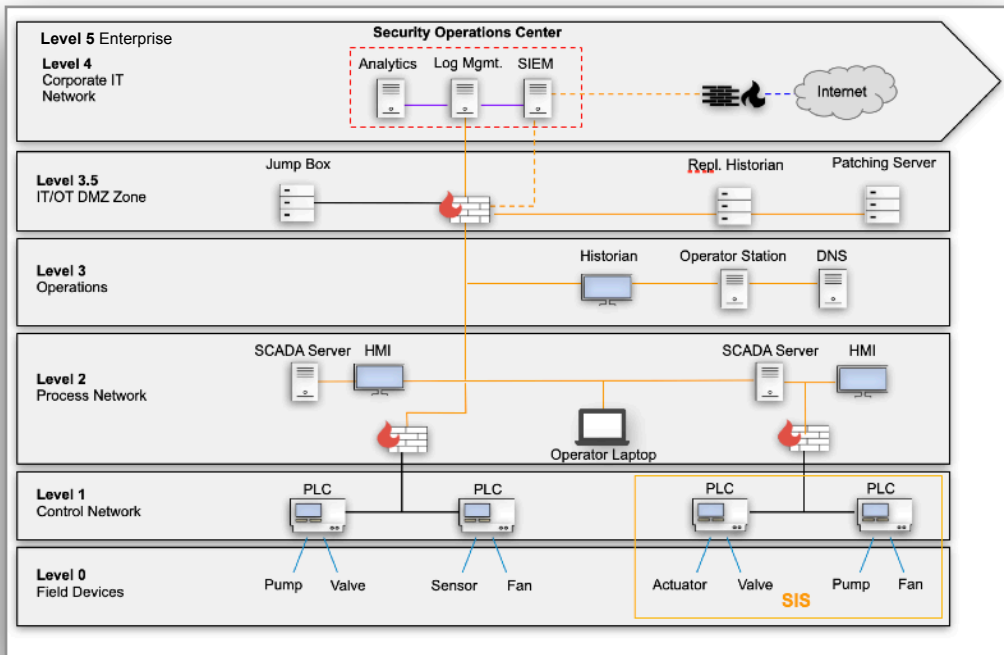 Level 5 Enterprise
Security Operations Center
Level 4
Corporate IT
Network
Analytics
Log Mgmt.
SIEM
Internet
Level 3.5
IT/OT DMZ Zone
Jump Box
Repl. Historian
Patching Server
Level 3
Operations
Historian
Operator Station
DNS
Level 2
Process Network
SCADA Server
HMI
SCADA Server
HMI
Operator Laptop
Level 1
Control Network
PLC
PLC
PLC
PLC
Level 0
Field Devices
Pump
Valve
Sensor
Fan
Actuator
Valve
Pump
Fan
SIS